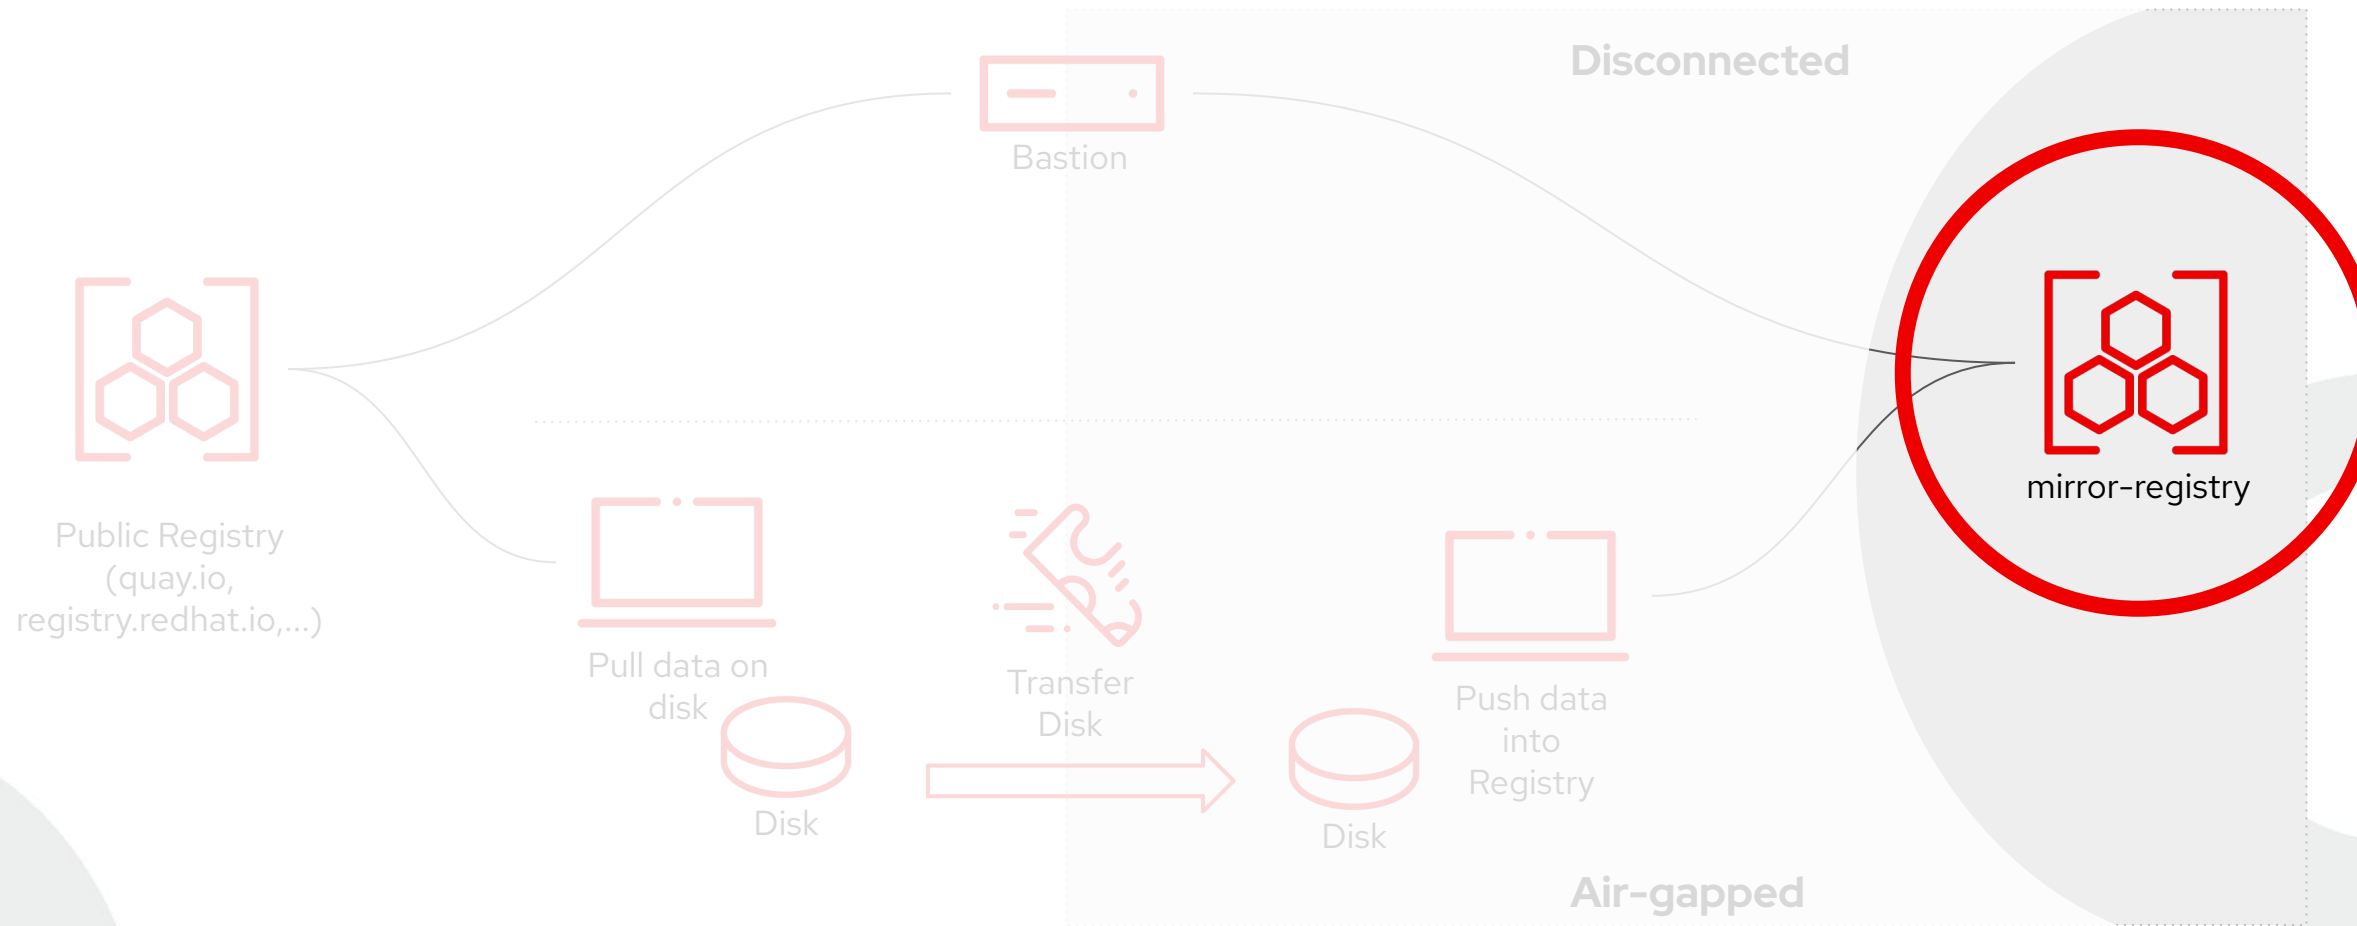 Disconnected
Bastion
mirror-registry
Public Registry
(quay.io,
registry.redhat.io,...)
Pull data on
disk
Transfer
Disk
Push data
into
Registry
Disk
Disk
Air-gapped